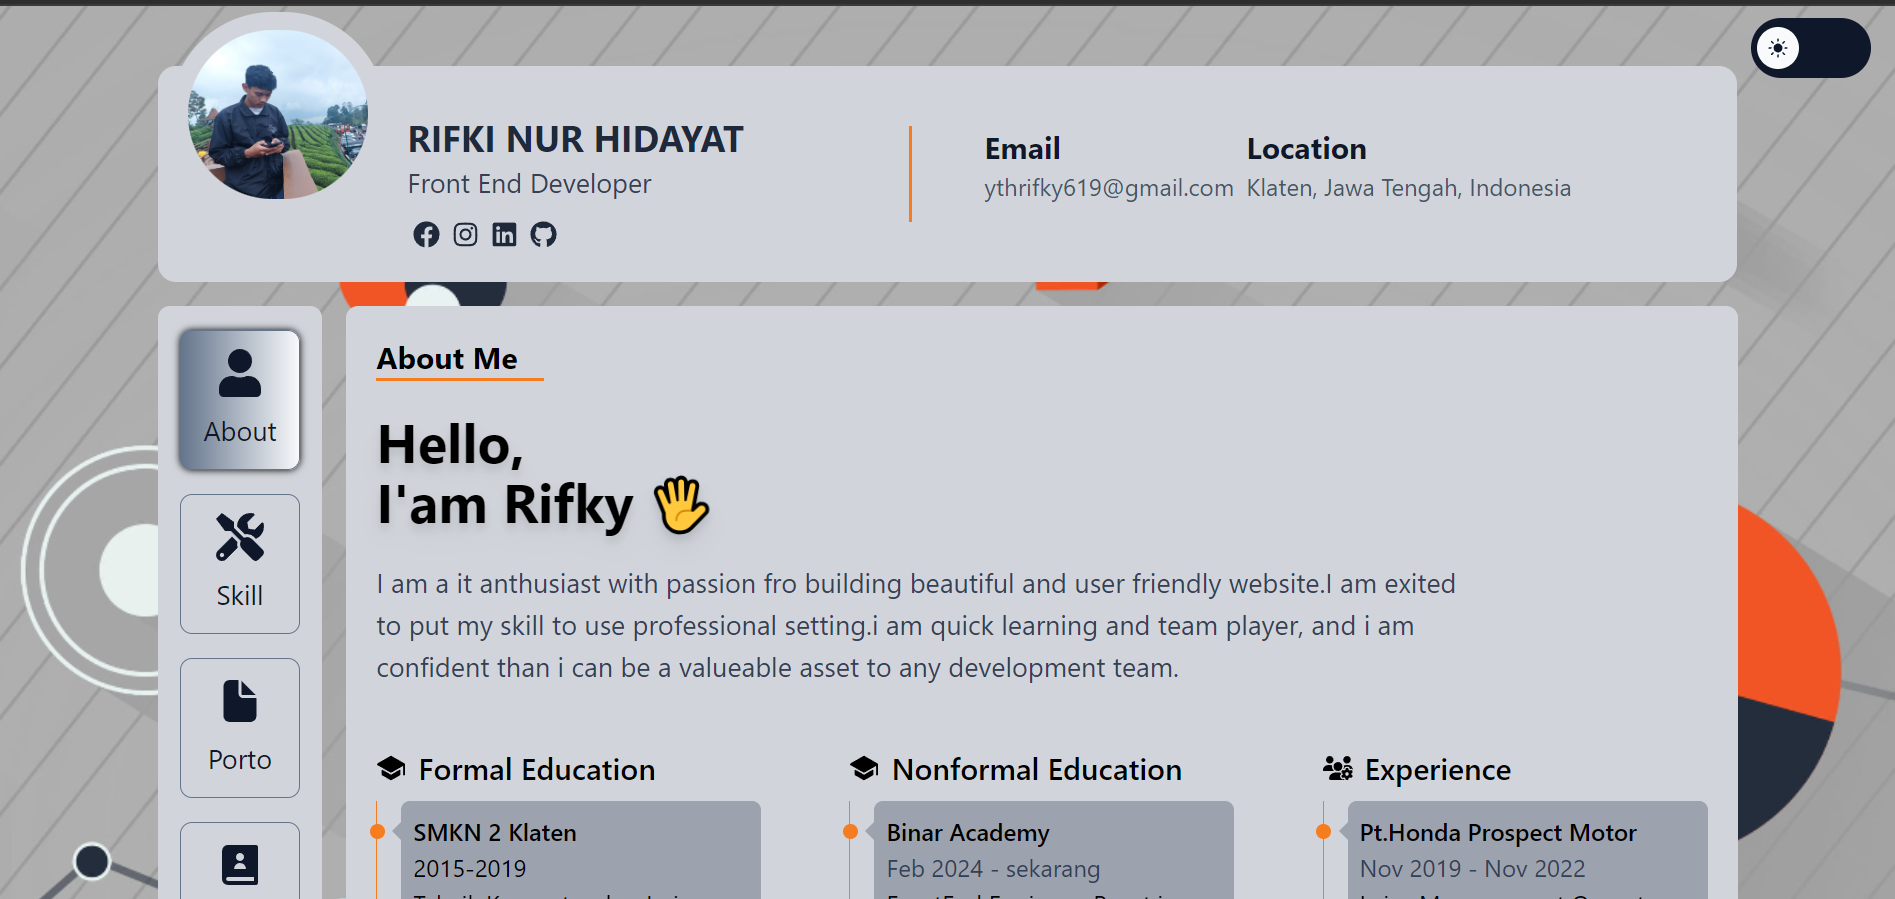 RIFKI NUR HIDAYAT
Front End Developer
Email
ythrifky619@gmail.com
Location
Klaten, Jawa Tengah, Indonesia
About
Skill
Porto
About Me
Hello,
I'am Rifky
I am a it anthusiast with passion fro building beautiful and user friendly website.I am exited
to put my skill to use professional setting.i am quick learning and team player, and i am
confident than i can be a valueable asset to any development team.
Formal Education
SMKN 2 Klaten
2015-2019
Nonformal Education
Binar Academy
Feb 2024 - sekarang
Experience
Pt.Honda Prospect Motor
Nov 2019 - Nov 2022